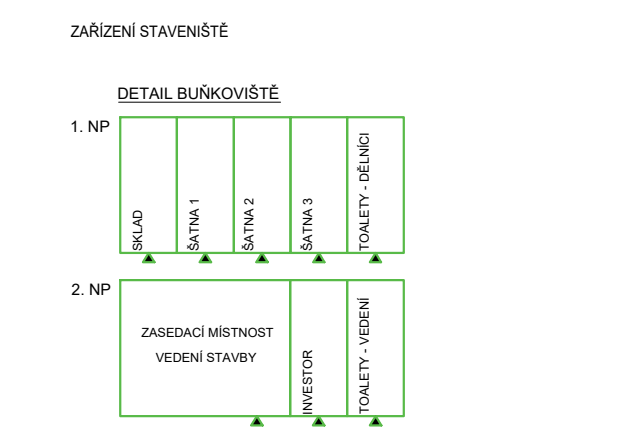 ZAŘÍZENÍ STAVENIŠTĚ
DETAIL BUŇKOVIŠTĚ
1. NP
SKLAD
ŠATNA 1
ŠATNA 2
ŠATNA 3
TOALETY - DĚLNÍCI
2. NP
ZASEDACÍ MÍSTNOST
VEDENÍ STAVBY
INVESTOR
TOALETY - VEDENÍ